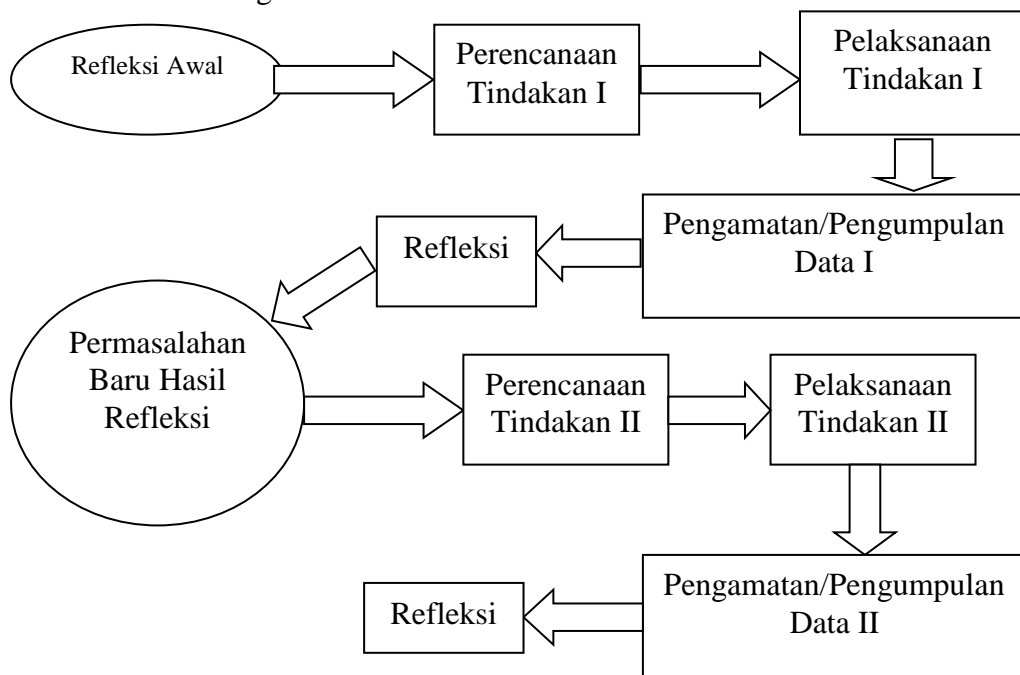 Refleksi Awal
Perencanaan
Tindakan I
Pelaksanaan
Tindakan I
Pengamatan/Pengumpulan
Data I
Refleksi
Permasalahan
Baru Hasil
Refleksi
Perencanaan
Tindakan II
Pelaksanaan
Tindakan II
Pengamatan/Pengumpulan
Data II
Refleksi